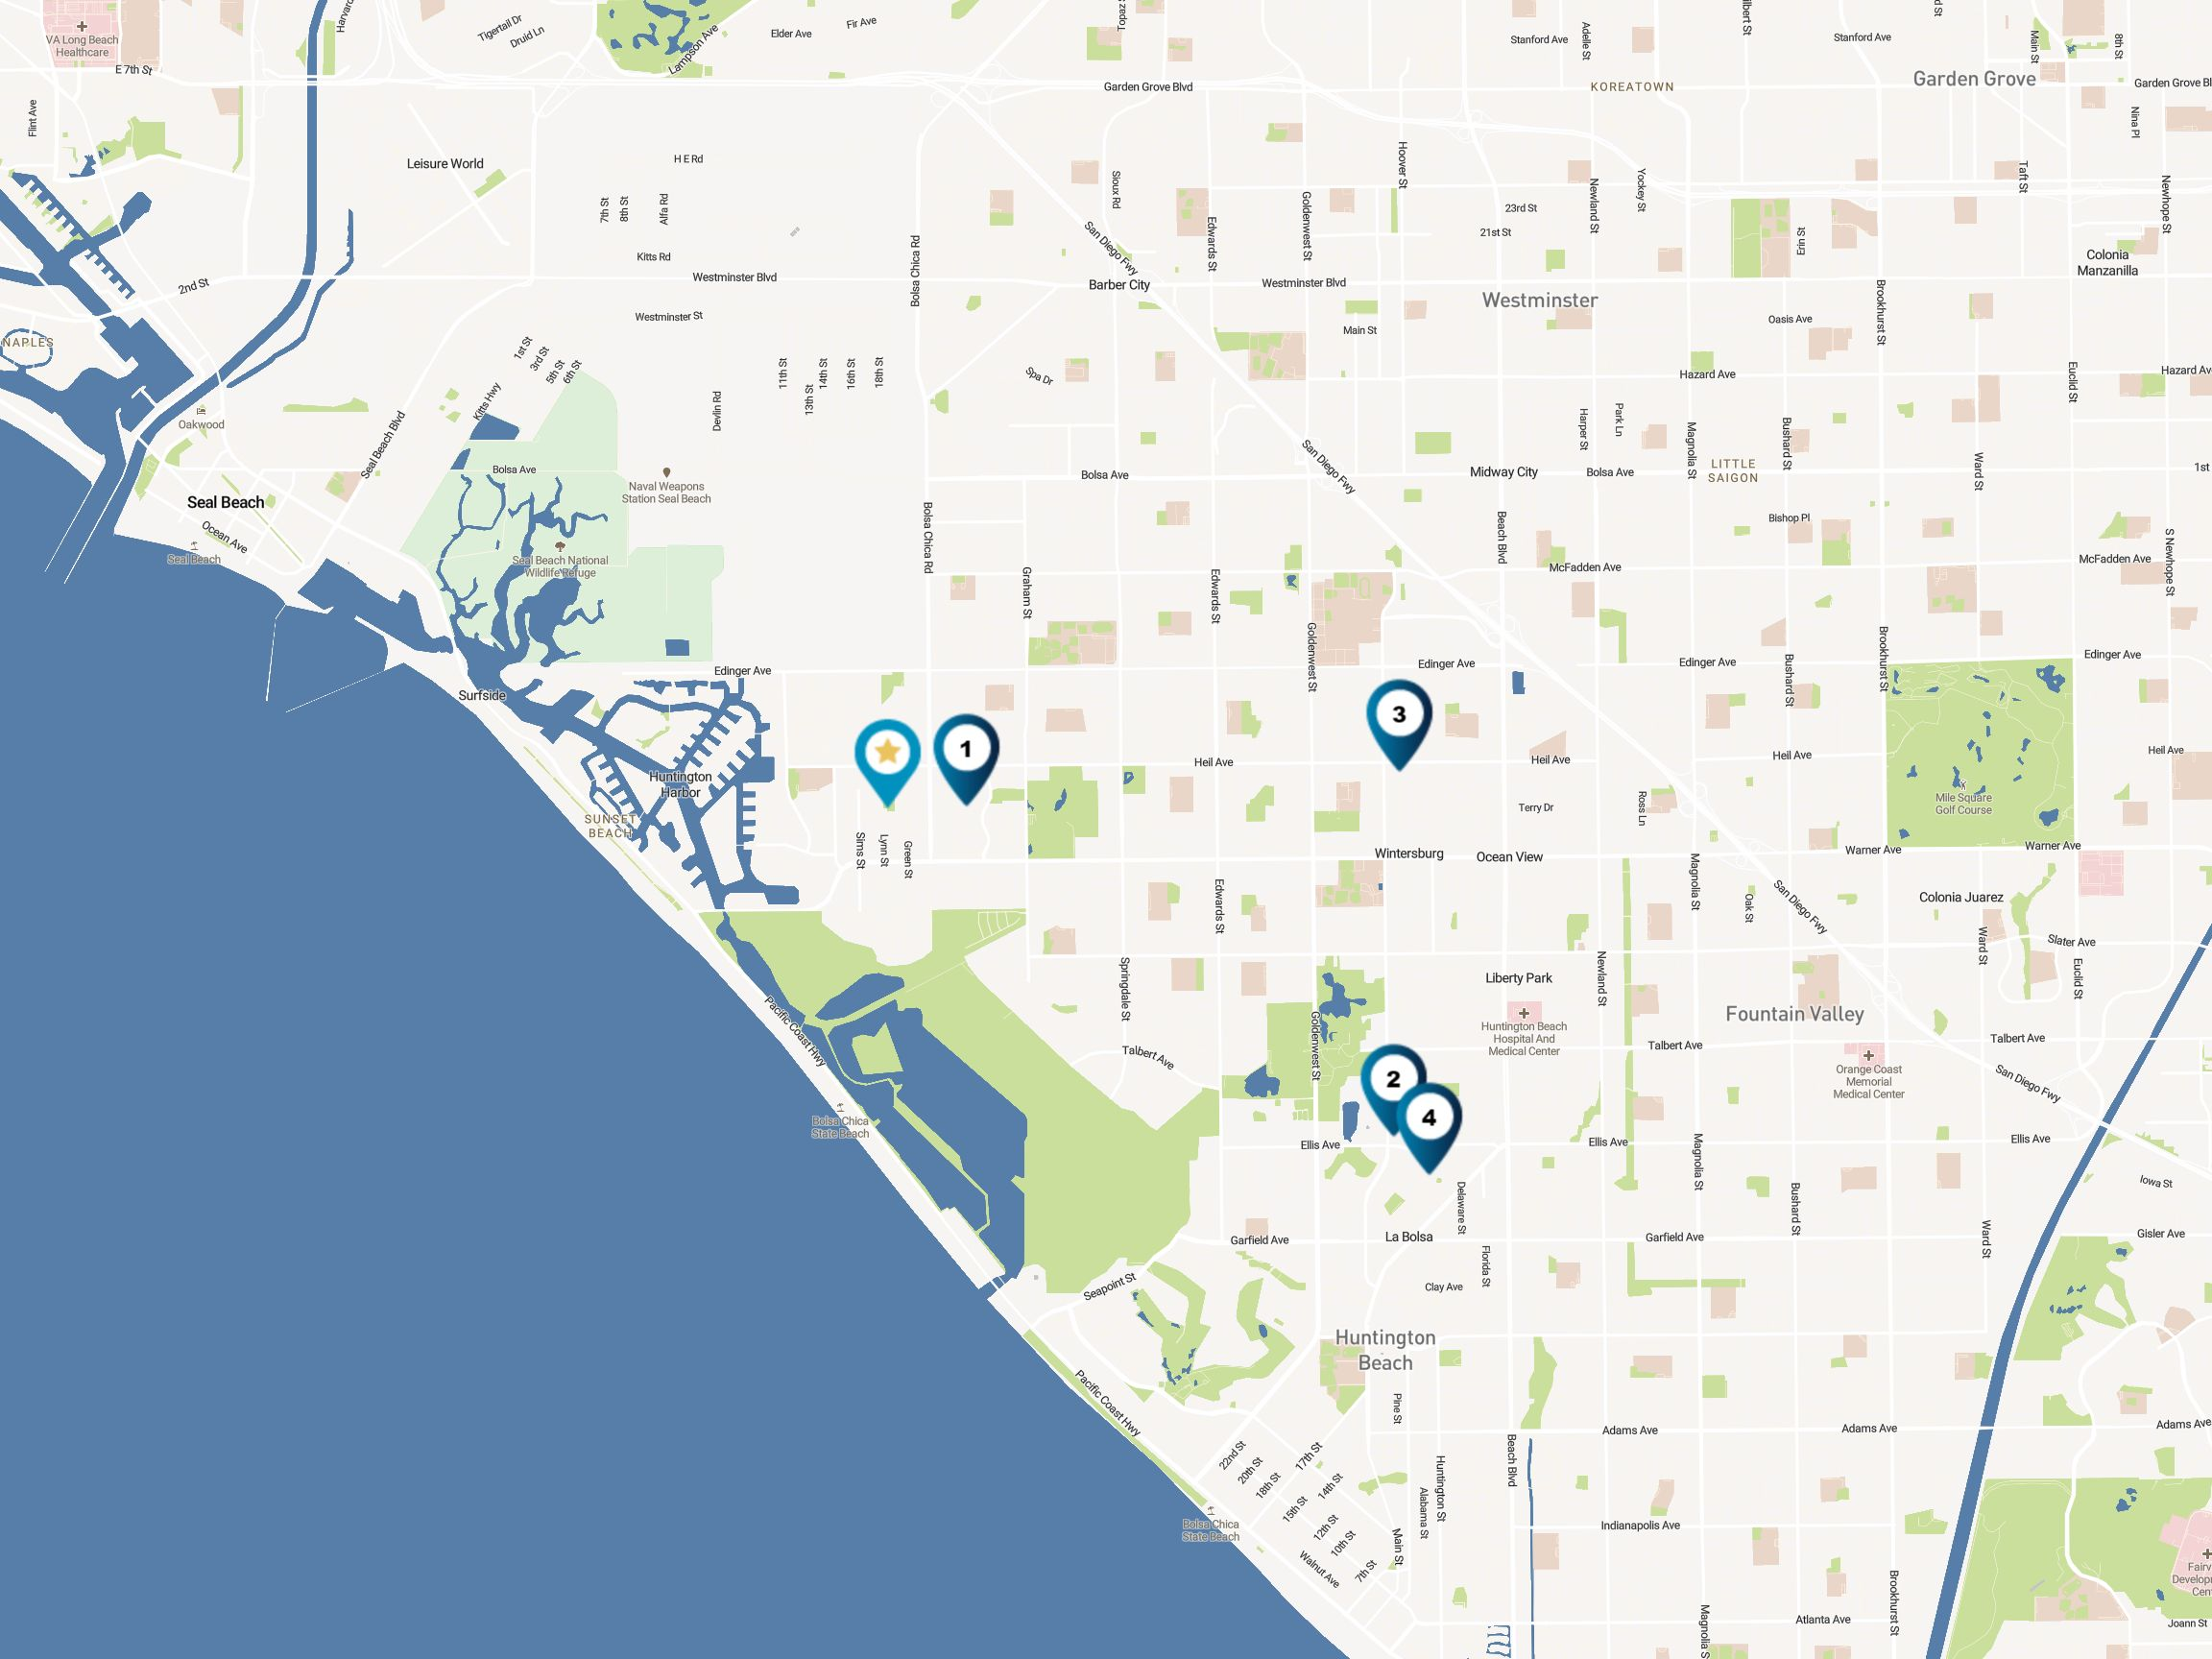 Harvard
Tigertail Dr
Druid Ln
Lampson Ave
Elder Ave
Fir Ave
Topaz
Stanford Ave
Adelle St
Stanford Ave
Main St
8th St
VA Long Beach
Healthcare
E 7th St
Garden Grove Blvd
KOREATOWN
Garden Grove
Garden Grove Bl
Flint Ave
Nina Pl
Leisure World
H E Rd
Hoover St
Sioux Rd
Yockey St
Taft St
7th St
8th St
Alfa Rd
Goldenwest St
Newland St
Newhope St
23rd St
21st St
Edwards St
San Diego Fwy
Erin St
Kitts Rd
Bolsa Chica Rd
Colonia
Manzanilla
2nd St
Westminster Blvd
Barber City
Westminster Blvd
Westminster
Brookhurst St
Westminster St
Oasis Ave
NAPLES
1st St
3rd St
5th St
6th St
Main St
11th St
13th St
14th St
16th St
18th St
Spa Dr
Hazard Ave
Hazard Av
Euclid St
Kitts Hwy
Devlin Rd
Oakwood
Seal Beach Blvd
Harper St
Park Ln
Magnolia St
Bushard St
Bolsa Ave
Naval Weapons
Station Seal Beach
Bolsa Ave
San Diego Fwy
Midway City
Bolsa Ave
LITTLE
SAIGON
Ward St
1st
Seal Beach
Ocean Ave
Seal Beach
Bolsa Chica Rd
Beach Blvd
Bishop Pl
S Newhope St
Seal Beach National
Wildlife Refuge
McFadden Ave
McFadden Ave
Graham St
Edwards St
Goldenwest St
Brookhurst St
Edinger Ave
Edinger Ave
Edinger Ave
Bushard St
Edinger Ave
Surfside
3
1
Heil Ave
Heil Ave
Heil Ave
Heil Ave
Huntington
Harbor
SUNSET
BEACH
Terry Dr
Ross Ln
Mile Square
Golf Course
Sims St
Lynn St
Green St
Wintersburg
Ocean View
Warner Ave
Warner Ave
Edwards St
Magnolia St
Oak St
San Diego Fwy
Colonia Juarez
Ward St
Slater Ave
Springdale St
Liberty Park
Newland St
Euclid St
Pacific Coast Hwy
Goldenwest St
Huntington Beach
Hospital And
Medical Center
Fountain Valley
Talbert Ave
Talbert Ave
Talbert Ave
Orange Coast
Memorial
Medical Center
San Diego Fwy
2
4
Bolsa Chica
State Beach
Ellis Ave
Ellis Ave
Ellis Ave
Magnolia St
Bushard St
Delaware St
Iowa St
Ward St
Garfield Ave
La Bolsa
Garfield Ave
Gisler Ave
Florida St
Seapoint St
Clay Ave
Huntington
Beach
Pacific Coast Hwy
Pine St
Adams Ave
Adams Ave
Adams Ave
22nd St
20th St
18th St
17th St
15th St
14th St
12th St
10th St
7th St
Beach Blvd
Huntington St
Alabama St
Main St
Walnut Ave
Bolsa Chica
State Beach
Indianapolis Ave
Fairv
Develop
Cen
Brookhurst St
Magnolia S
Atlanta Ave
Joann St